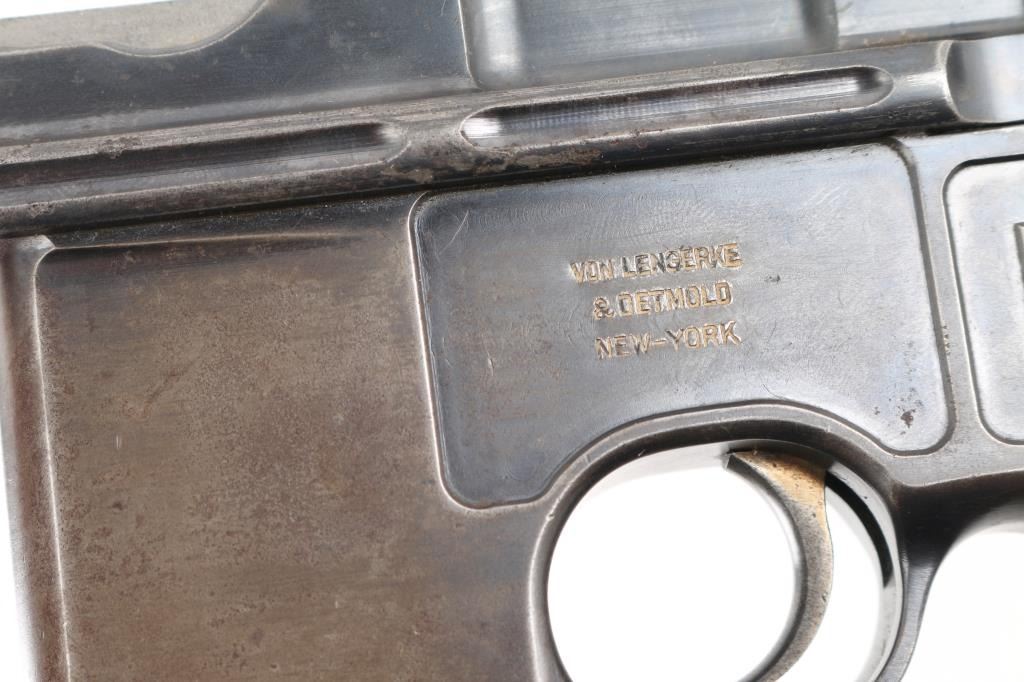 VON LENGERKE
& DETMOLD
NEW-YORK